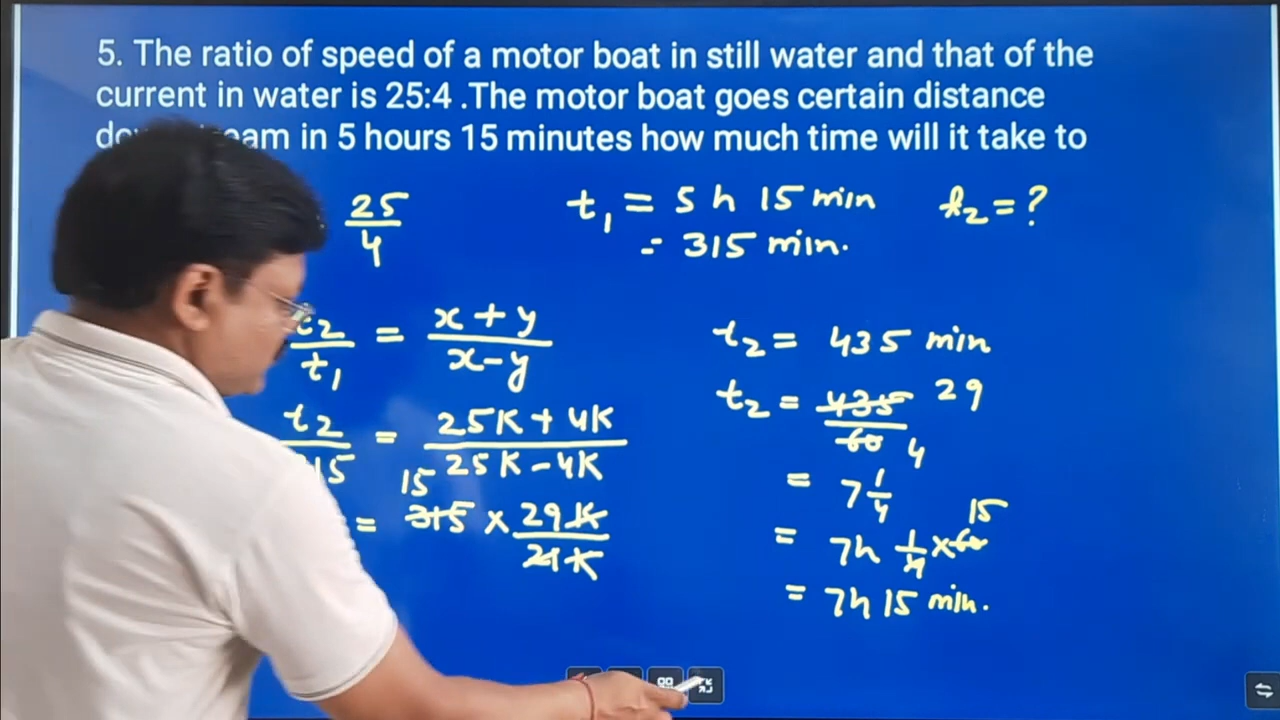 5. The ratio of speed of a motor boat in still water and that of the
current in water is 25:4 .The motor boat goes certain distance
in 5 hours 15 minutes how much time will it take to
25/4
t₁ = 5 h 15 min
= 315 min.
t₂ = ?
t₂/t₁ = x+y/x-y
t₂/315 = 25K + 4K/25K - 4K
= 315 15 × 29K/21K
t₂ = 435 min
t₂ = 435/60 29/4
= 7 1/4
= 7h 1/4 × 60 15
= 7h 15 min.